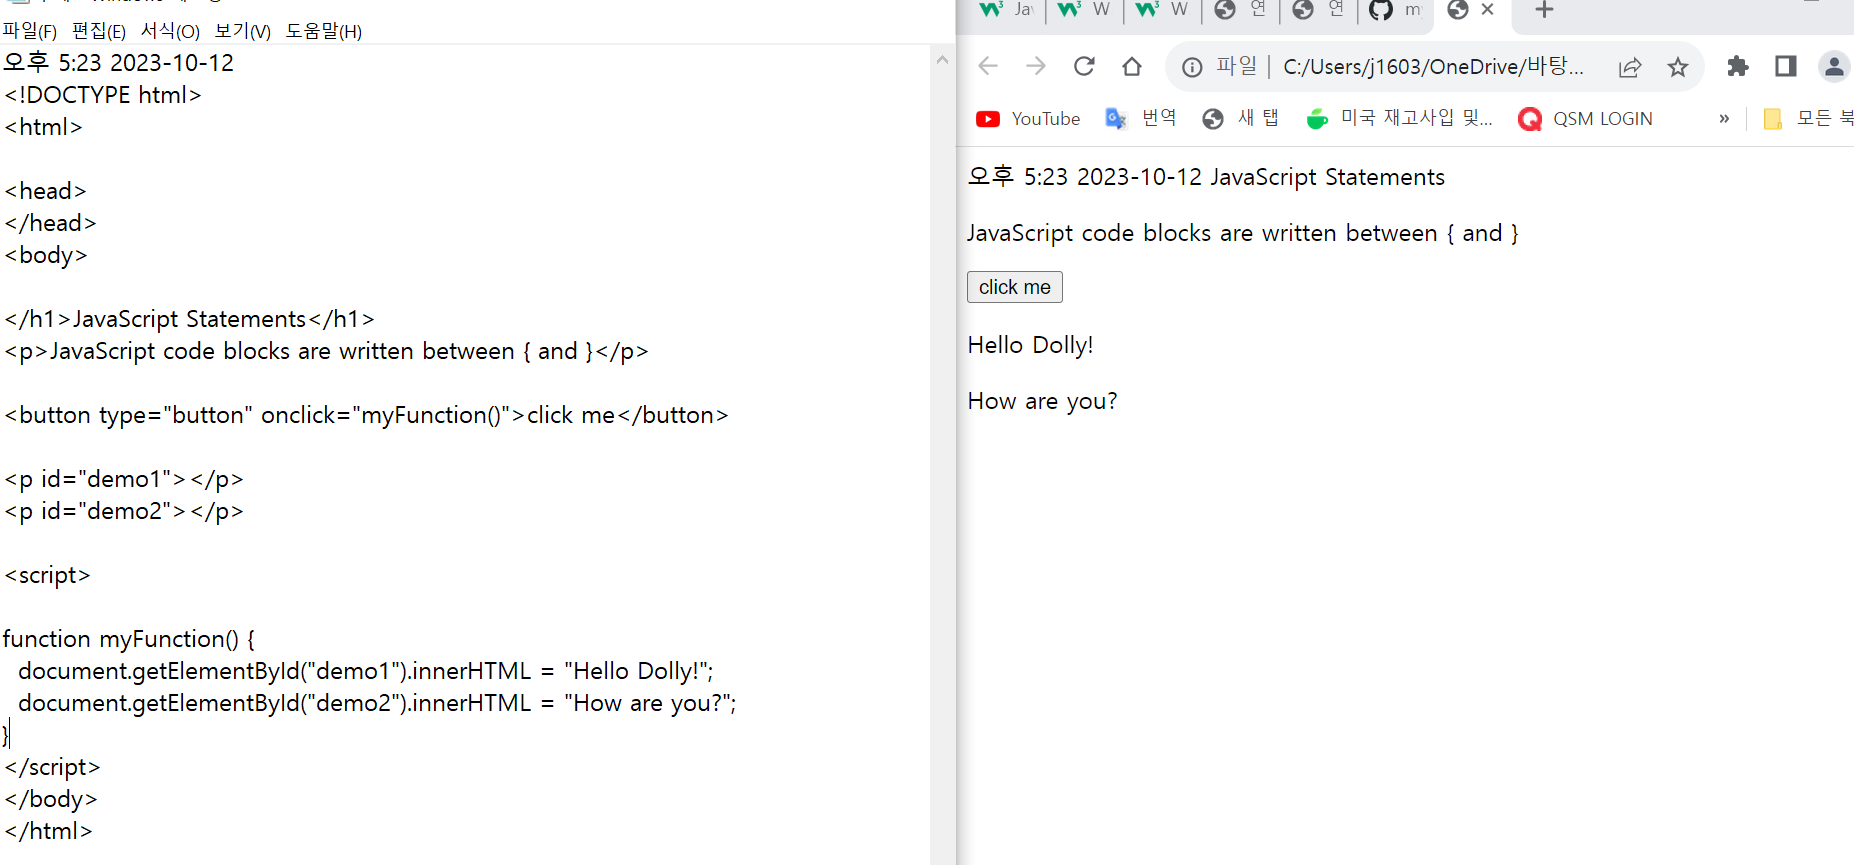 파일(F) 편집(E) 서식(O) 보기(V) 도움말(H)
오후 5:23 2023-10-12
<!DOCTYPE html>
<html>
<head>
</head>
<body>
</h1>JavaScript Statements</h1>
<p>JavaScript code blocks are written between { and }</p>
<button type="button" onclick="myFunction()">click me</button>
<p id="demo1"></p>
<p id="demo2"></p>
<script>
function myFunction() {
document.getElementById("demo1").innerHTML = "Hello Dolly!";
document.getElementById("demo2").innerHTML = "How are you?";
}
</script>
</body>
</html>
W W 연 연
파일 C:/Users/j1603/OneDrive/바탕...
YouTube 번역 새 탭 미국 재고사입 및... QSM LOGIN » 모든 북
오후 5:23 2023-10-12 JavaScript Statements
JavaScript code blocks are written between { and }
click me
Hello Dolly!
How are you?